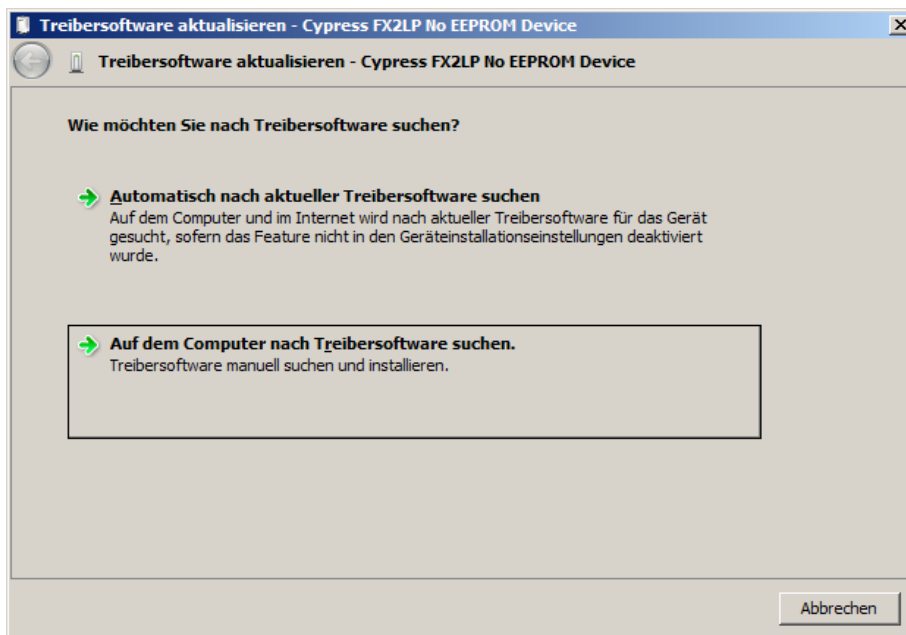 Treibersoftware aktualisieren - Cypress FX2LP No EEPROM Device
Treibersoftware aktualisieren - Cypress FX2LP No EEPROM Device
Wie möchten Sie nach Treibersoftware suchen?
Automatisch nach aktueller Treibersoftware suchen
Auf dem Computer und im Internet wird nach aktueller Treibersoftware für das Gerät
gesucht, sofern das Feature nicht in den Geräteinstallationseinstellungen deaktiviert
wurde.
Auf dem Computer nach Treibersoftware suchen.
Treibersoftware manuell suchen und installieren.
Abbrechen